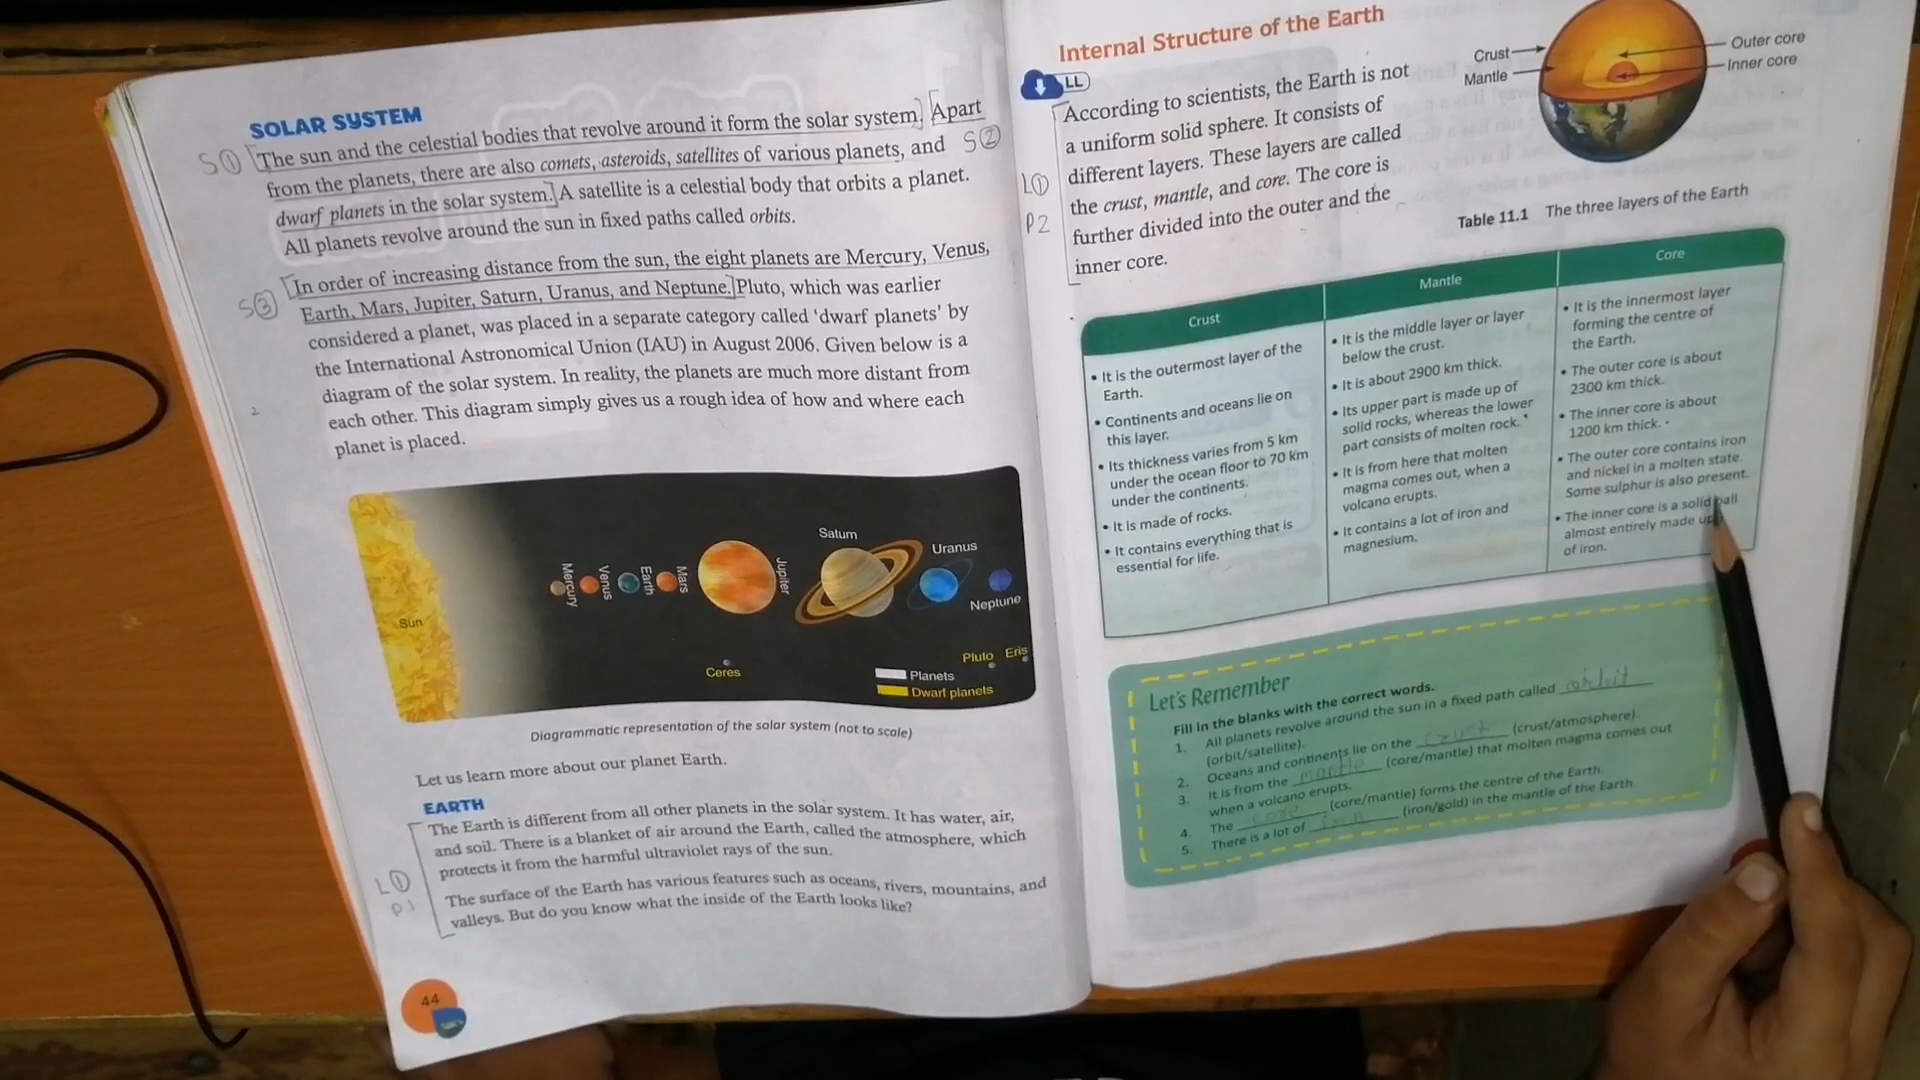 SOLAR SYSTEM
S① The sun and the celestial bodies that revolve around it form the solar system. Apart
S②
from the planets, there are also comets, asteroids, satellites of various planets, and
dwarf planets in the solar system. A satellite is a celestial body that orbits a planet.
All planets revolve around the sun in fixed paths called orbits.
S③ In order of increasing distance from the sun, the eight planets are Mercury, Venus,
Earth, Mars, Jupiter, Saturn, Uranus, and Neptune. Pluto, which was earlier
considered a planet, was placed in a separate category called ‘dwarf planets’ by
the International Astronomical Union (IAU) in August 2006. Given below is a
diagram of the solar system. In reality, the planets are much more distant from
each other. This diagram simply gives us a rough idea of how and where each
planet is placed.
Sun
Mercury
Venus
Earth
Mars
Jupiter
Saturn
Uranus
Neptune
Ceres
Pluto Eris
Planets
Dwarf planets
Diagrammatic representation of the solar system (not to scale)
Let us learn more about our planet Earth.
EARTH
The Earth is different from all other planets in the solar system. It has water, air,
and soil. There is a blanket of air around the Earth, called the atmosphere, which
protects it from the harmful ultraviolet rays of the sun.
L①
P1
The surface of the Earth has various features such as oceans, rivers, mountains, and
valleys. But do you know what the inside of the Earth looks like?
44
Internal Structure of the Earth
LL
According to scientists, the Earth is not
a uniform solid sphere. It consists of
different layers. These layers are called
the crust, mantle, and core. The core is
further divided into the outer and the
inner core.
L①
P2
Crust
Mantle
Outer core
Inner core
Table 11.1 The three layers of the Earth
Crust
• It is the outermost layer of the
Earth.
• Continents and oceans lie on
this layer.
• Its thickness varies from 5 km
under the ocean floor to 70 km
under the continents.
• It is made of rocks.
• It contains everything that is
essential for life.
Mantle
• It is the middle layer or layer
below the crust.
• It is about 2900 km thick.
• Its upper part is made up of
solid rocks, whereas the lower
part consists of molten rock.
• It is from here that molten
magma comes out, when a
volcano erupts.
• It contains a lot of iron and
magnesium.
Core
• It is the innermost layer
forming the centre of
the Earth.
• The outer core is about
2300 km thick.
• The inner core is about
1200 km thick.
• The outer core contains iron
and nickel in a molten state.
Some sulphur is also present.
• The inner core is a solid ball
almost entirely made up
of iron.
Let's Remember
Fill in the blanks with the correct words.
1. All planets revolve around the sun in a fixed path called
(orbit/satellite).
2. Oceans and continents lie on the crust (crust/atmosphere).
3. It is from the mantle (core/mantle) that molten magma comes out
when a volcano erupts.
4. The core (core/mantle) forms the centre of the Earth.
5. There is a lot of iron (iron/gold) in the mantle of the Earth.